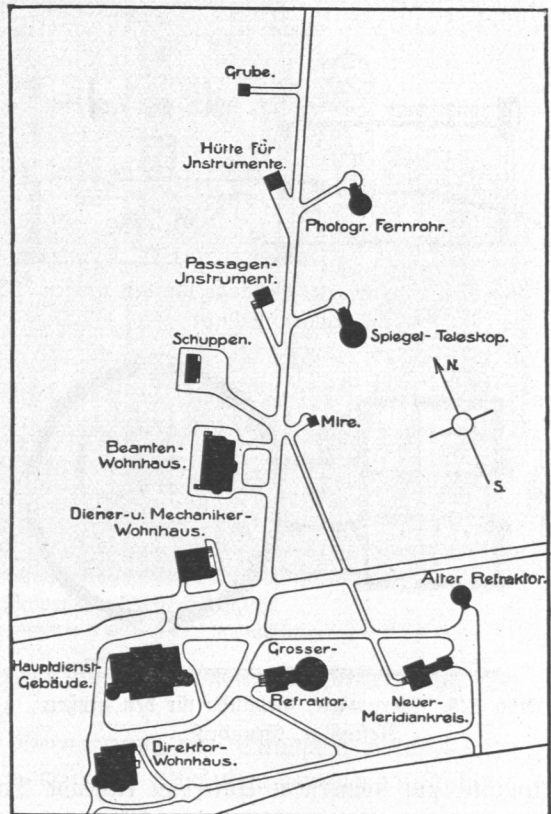 Grube.
Hütte für
Jnstrumente.
Photogr. Fernrohr.
Passagen-
Jnstrument.
Schuppen.
Spiegel-Teleskop.
N.
S.
Mire.
Beamten-
Wohnhaus.
Diener-u. Mechaniker-
Wohnhaus.
Alter Refraktor.
Hauptdienst-
Gebäude.
Grosser-
Refraktor.
Neuer-
Meridiankreis.
Direktor-
Wohnhaus.